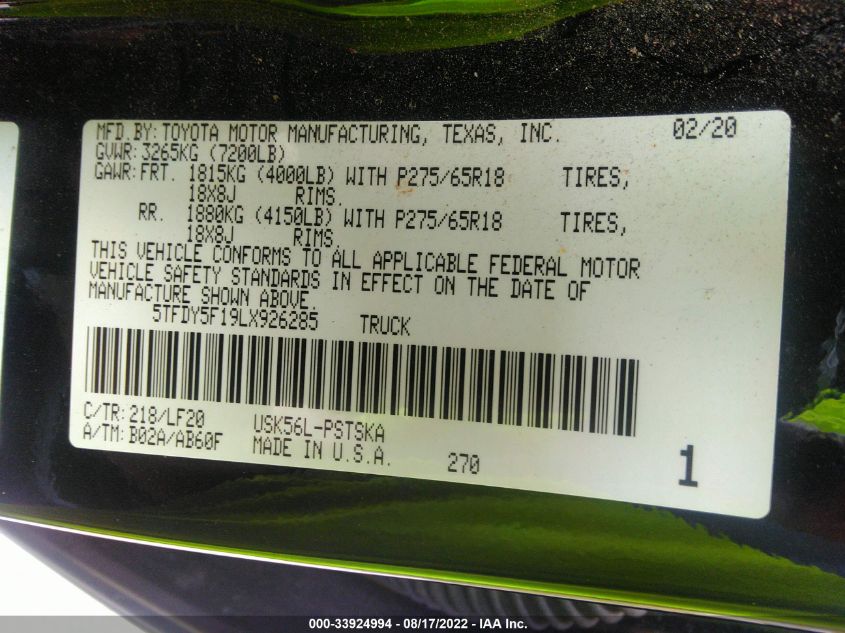 MFD.BY: TOYOTA MOTOR MANUFACTURING, TEXAS, INC. 02/20
GVWR: 3265KG (7200LB)
GAWR: FRT. 1815KG (4000LB) WITH P275/65R18 TIRES,
18X8J RIMS.
RR. 1880KG (4150LB) WITH P275/65R18 TIRES,
18X8J RIMS.
THIS VEHICLE CONFORMS TO ALL APPLICABLE FEDERAL MOTOR
VEHICLE SAFETY STANDARDS IN EFFECT ON THE DATE OF
MANUFACTURE SHOWN ABOVE.
5TFDY5F19LX926285 TRUCK
C/TR: 218/LF20 USK56L-PSTSKA
A/TM: B02A/AB60F MADE IN U.S.A. 270 1
000-33924994 - 08/17/2022 - IAA Inc.